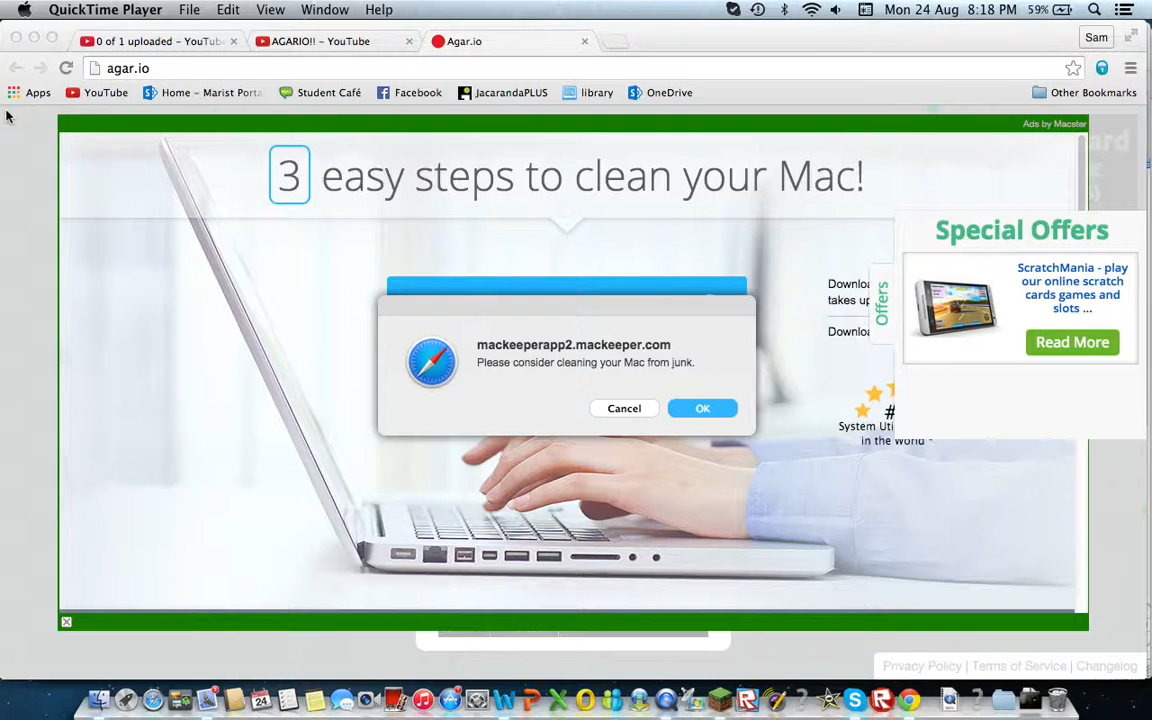 QuickTime Player File Edit View Window Help Mon 24 Aug 8:18 PM 59%
0 of 1 uploaded - YouTub
AGARIO!! - YouTube
Agar.io
Sam
agar.io
Apps YouTube Home - Marist Porta Student Café Facebook JacarandaPLUS library OneDrive Other Bookmarks
Ads by Macster
3 easy steps to clean your Mac!
Special Offers
ScratchMania - play
our online scratch
cards games and
slots ...
Read More
Offers
Downloa
takes up
Downloa
mackeeperapp2.mackeeper.com
Please consider cleaning your Mac from junk.
Cancel OK
#
System Uti
in the World
Privacy Policy | Terms of Service | Changelog